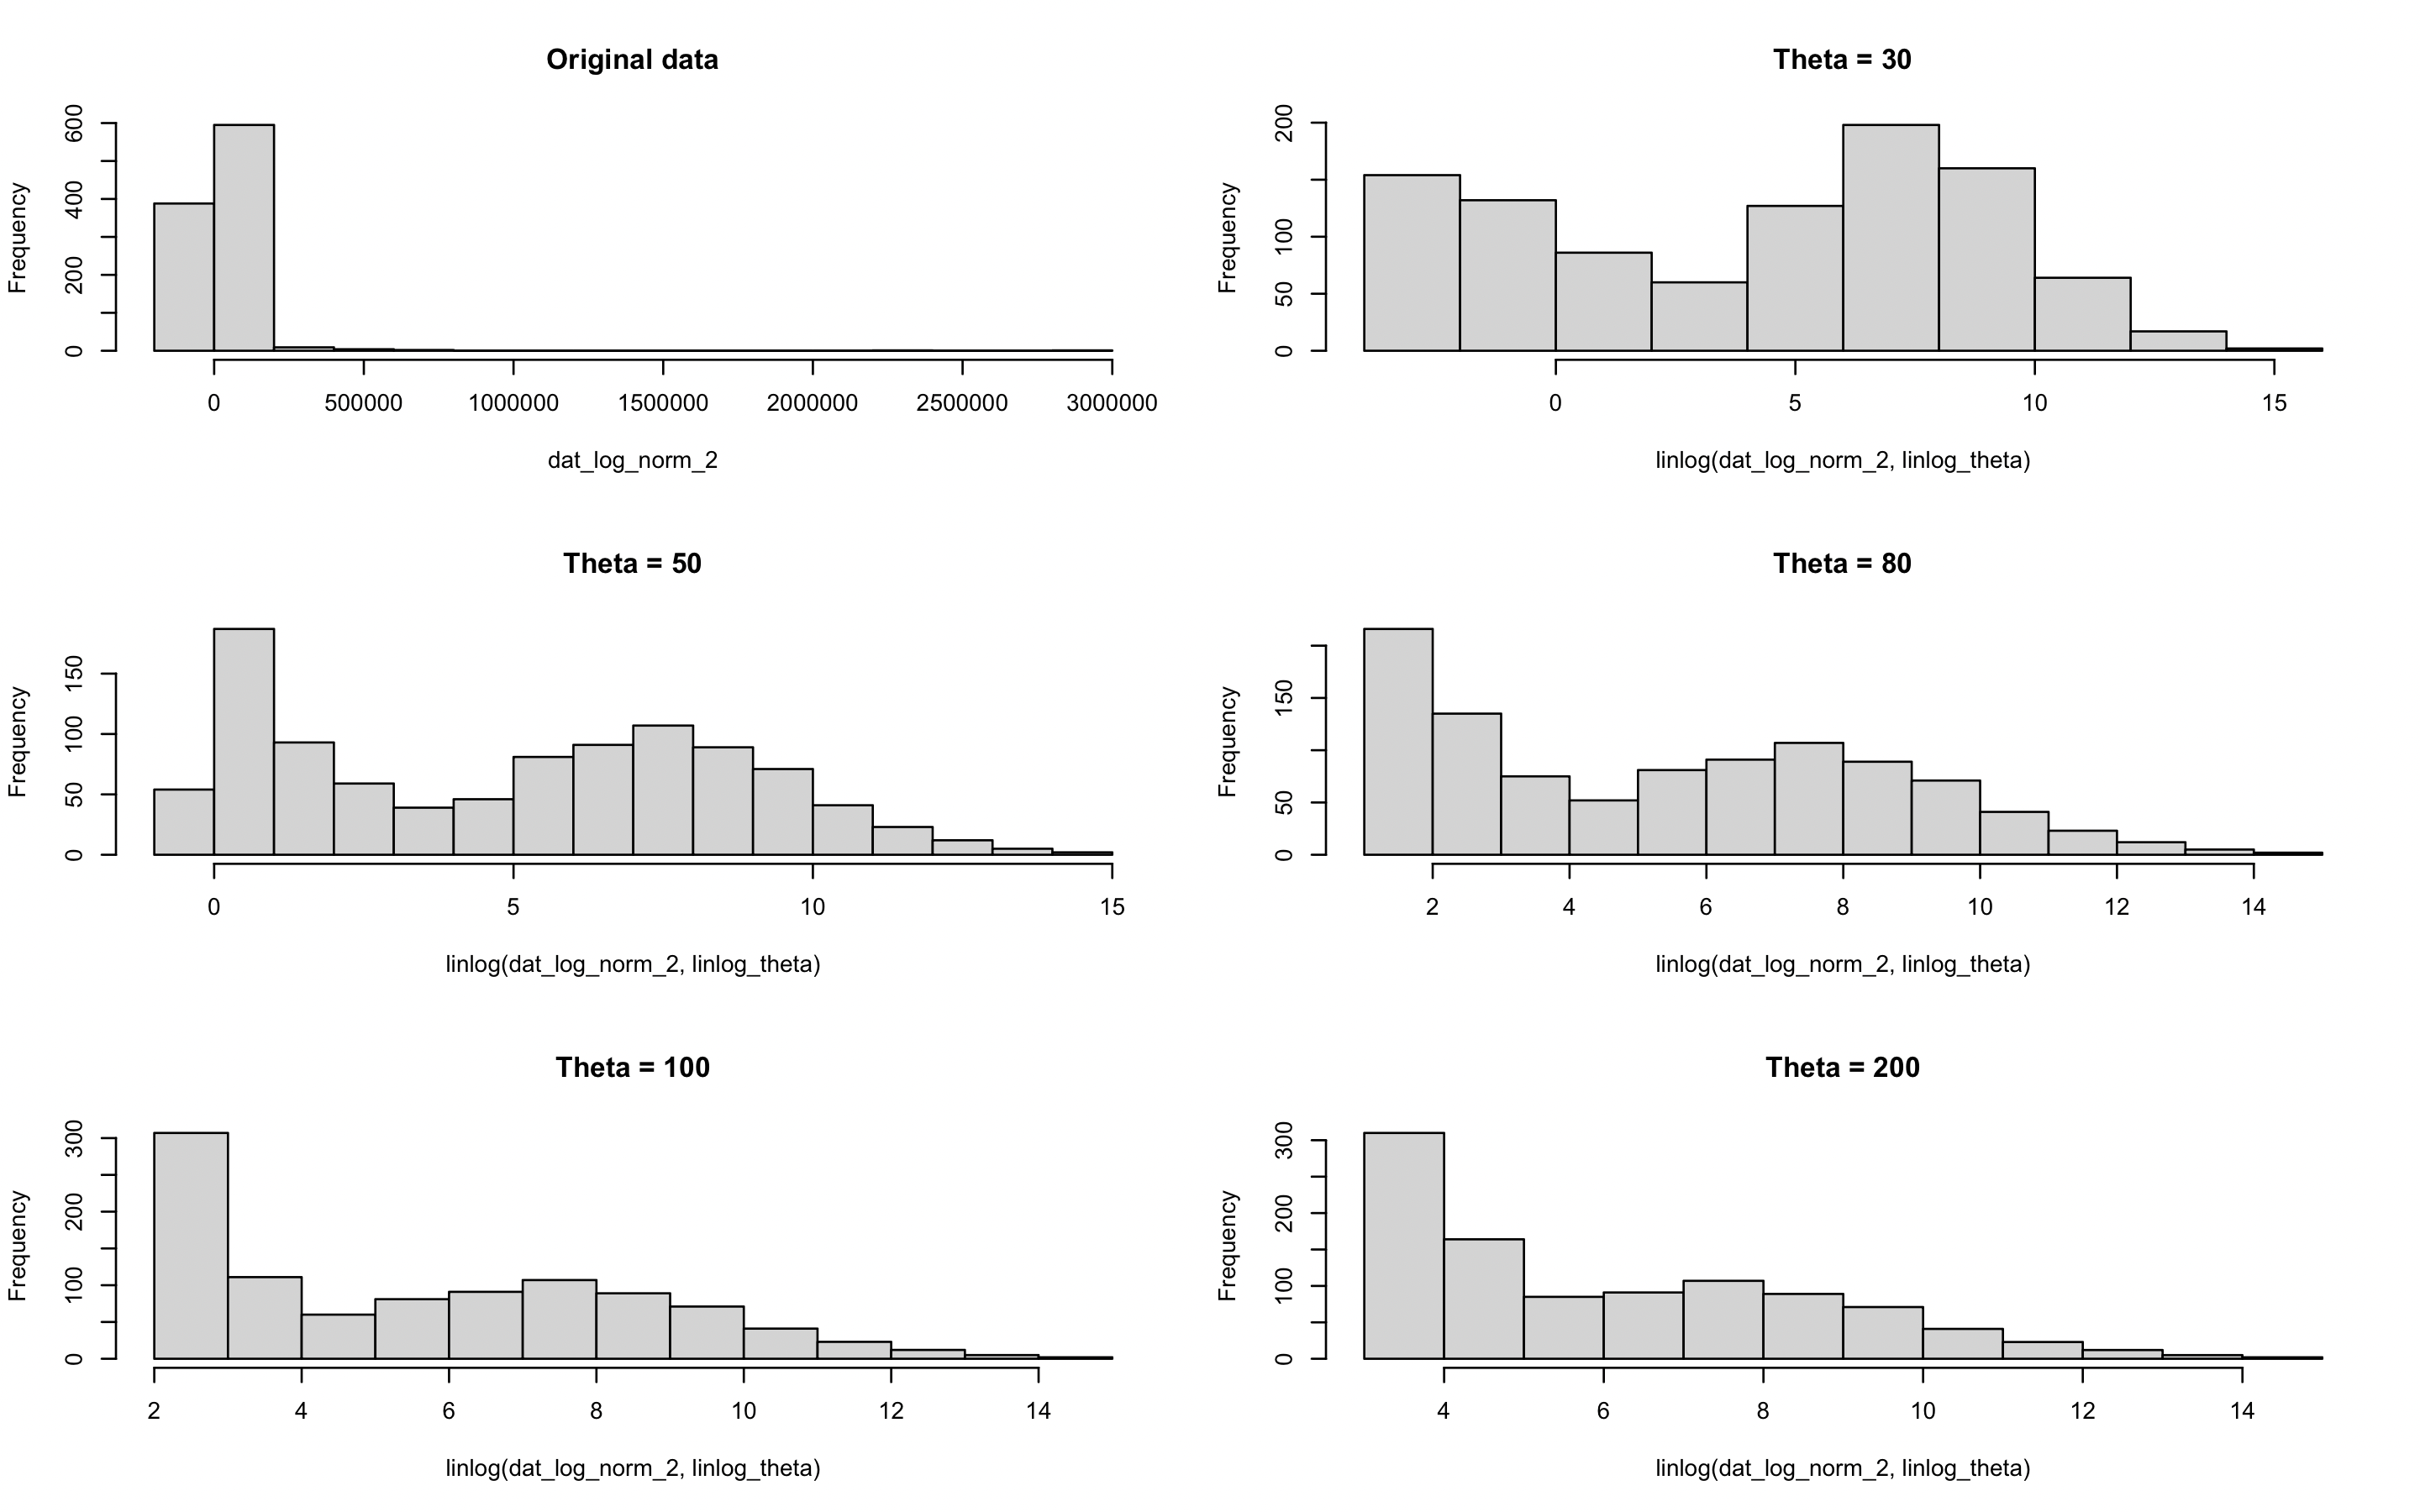 Original data
Frequency
0 200 400 600
0 500000 1000000 1500000 2000000 2500000 3000000
dat_log_norm_2
Theta = 30
Frequency
0 50 100 200
0 5 10 15
linlog(dat_log_norm_2, linlog_theta)
Theta = 50
Frequency
0 50 100 150
0 5 10 15
linlog(dat_log_norm_2, linlog_theta)
Theta = 80
Frequency
0 50 150
2 4 6 8 10 12 14
linlog(dat_log_norm_2, linlog_theta)
Theta = 100
Frequency
0 100 200 300
2 4 6 8 10 12 14
linlog(dat_log_norm_2, linlog_theta)
Theta = 200
Frequency
0 100 200 300
4 6 8 10 12 14
linlog(dat_log_norm_2, linlog_theta)